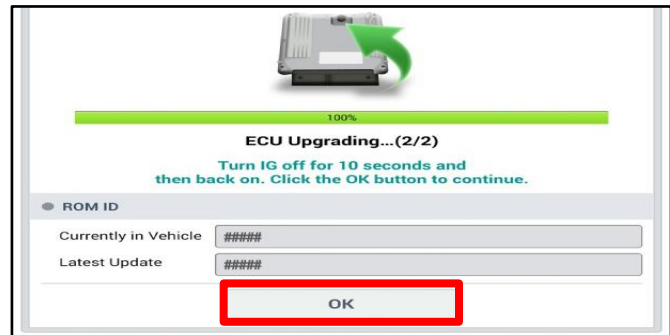 100%
ECU Upgrading...(2/2)
Turn IG off for 10 seconds and
then back on. Click the OK button to continue.
ROM ID
Currently in Vehicle #####
Latest Update #####
OK